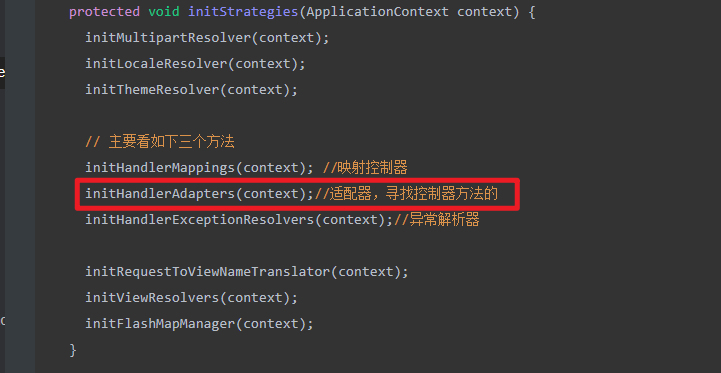 protected void initStrategies(ApplicationContext context) {
initMultipartResolver(context);
initLocaleResolver(context);
e
initThemeResolver(context);
// 主要看如下三个方法
initHandlerMappings(context); //映射控制器
initHandlerAdapters(context);//适配器，寻找控制器方法的
initHandlerExceptionResolvers(context);//异常解析器
initRequestToViewNameTranslator(context);
initViewResolvers(context);
initFlashMapManager(context);
}